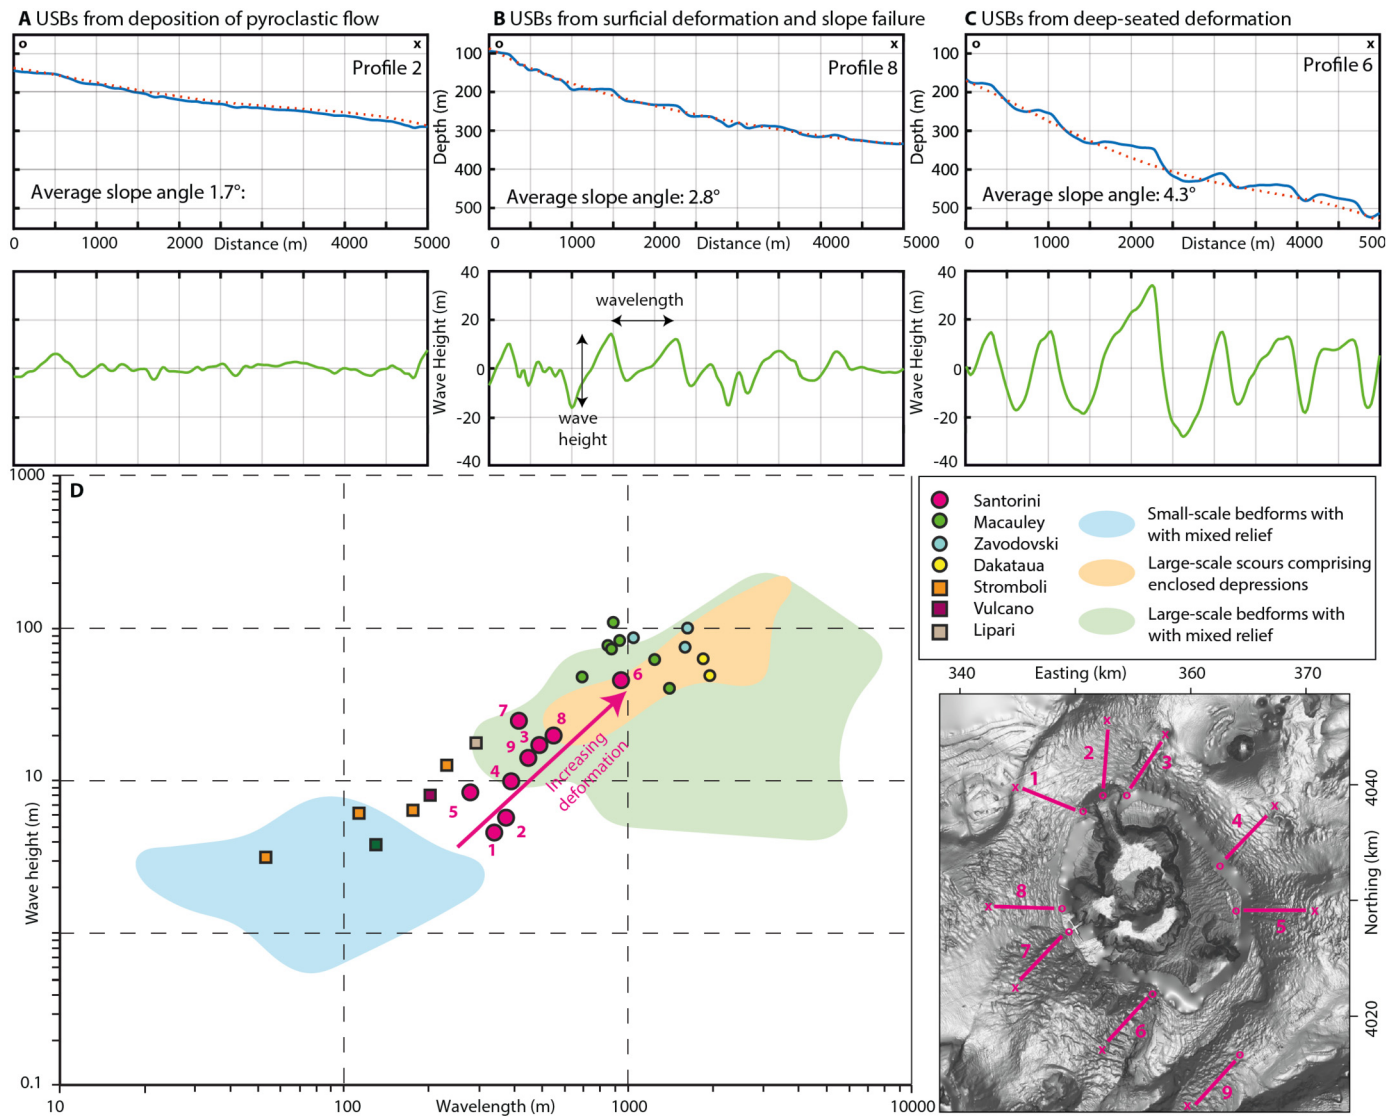 A USBs from deposition of pyroclastic flow
B USBs from surficial deformation and slope failure
C USBs from deep-seated deformation
o x
Profile 2
Average slope angle 1.7°:
0 1000 2000 Distance (m) 4000 5000
o x
Profile 8
100
200
300
400
500
Depth (m)
Average slope angle: 2.8°
0 1000 Distance (m) 4000 5000
o x
Profile 6
100
200
300
400
500
Depth (m)
Average slope angle: 4.3°
0 1000 2000 Distance (m) 4000 5000
40
20
0
-20
-40
Wave Height (m)
wavelength
wave
height
40
20
0
-20
-40
Wave Height (m)
D
1000
100
10
1
0.1
Wave height (m)
10 100 Wavelength (m) 1000 10000
1
2
3
4
5
6
7
8
9
Increasing
deformation
Santorini
Macauley
Zavodovski
Dakataua
Stromboli
Vulcano
Lipari
Small-scale bedforms with
with mixed relief
Large-scale scours comprising
enclosed depressions
Large-scale bedforms with
with mixed relief
340 Easting (km) 360 370
4040
Northing (km)
4020
1
2
3
4
5
6
7
8
9